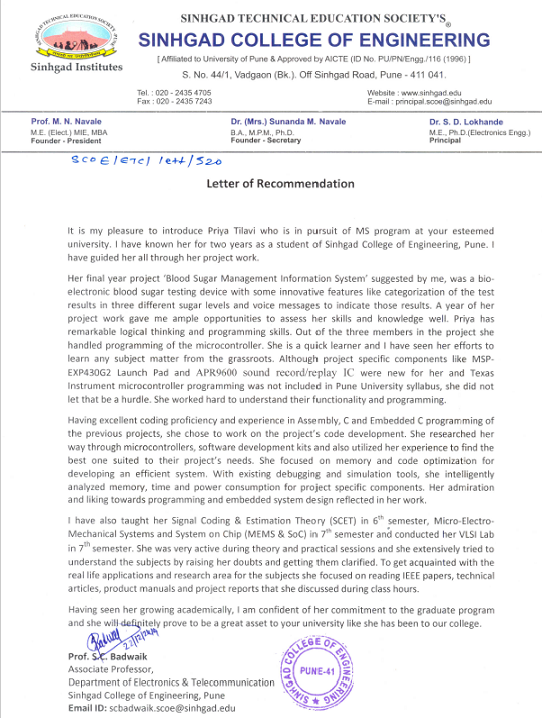 SINHGAD TECHNICAL EDUCATION SOCIETY'S®
SINHGAD COLLEGE OF ENGINEERING
[ Affiliated to University of Pune & Approved by AICTE (ID No. PU/PN/Engg./116 (1996) ]
S. No. 44/1, Vadgaon (Bk.). Off Sinhgad Road, Pune - 411 041.
SINHGAD TECHNICAL EDUCATION SOCIETY
Sinhgad Institutes
Tel. : 020 - 2435 4705
Fax : 020 - 2435 7243
Website : www.sinhgad.edu
E-mail : principal.scoe@sinhgad.edu
Prof. M. N. Navale
M.E. (Elect.) MIE, MBA
Founder - President
Dr. (Mrs.) Sunanda M. Navale
B.A., M.P.M., Ph.D.
Founder - Secretary
Dr. S. D. Lokhande
M.E., Ph.D.(Electronics Engg.)
Principal
SCOE/ETC/lett/520
Letter of Recommendation
It is my pleasure to introduce Priya Tilavi who is in pursuit of MS program at your esteemed
university. I have known her for two years as a student of Sinhgad College of Engineering, Pune. I
have guided her all through her project work.
Her final year project ‘Blood Sugar Management Information System’ suggested by me, was a bio-
electronic blood sugar testing device with some innovative features like categorization of the test
results in three different sugar levels and voice messages to indicate those results. A year of her
project work gave me ample opportunities to assess her skills and knowledge well. Priya has
remarkable logical thinking and programming skills. Out of the three members in the project she
handled programming of the microcontroller. She is a quick learner and I have seen her efforts to
learn any subject matter from the grassroots. Although project specific components like MSP-
EXP430G2 Launch Pad and APR9600 sound record/replay IC were new for her and Texas
Instrument microcontroller programming was not included in Pune University syllabus, she did not
let that be a hurdle. She worked hard to understand their functionality and programming.
Having excellent coding proficiency and experience in Assembly, C and Embedded C programming of
the previous projects, she chose to work on the project's code development. She researched her
way through microcontrollers, software development kits and also utilized her experience to find the
best one suited to their project's needs. She focused on memory and code optimization for
developing an efficient system. With existing debugging and simulation tools, she intelligently
analyzed memory, time and power consumption for project specific components. Her admiration
and liking towards programming and embedded system design reflected in her work.
I have also taught her Signal Coding & Estimation Theory (SCET) in 6th semester, Micro-Electro-
Mechanical Systems and System on Chip (MEMS & SoC) in 7th semester and conducted her VLSI Lab
in 7th semester. She was very active during theory and practical sessions and she extensively tried to
understand the subjects by raising her doubts and getting them clarified. To get acquainted with the
real life applications and research area for the subjects she focused on reading IEEE papers, technical
articles, product manuals and project reports that she discussed during class hours.
Having seen her growing academically, I am confident of her commitment to the graduate program
and she will definitely prove to be a great asset to your university like she has been to our college.
Prof. S.C. Badwaik
Associate Professor,
Department of Electronics & Telecommunication
Sinhgad College of Engineering, Pune
Email ID: scbadwaik.scoe@sinhgad.edu
SINHGAD COLLEGE OF ENGINEERING
PUNE-41